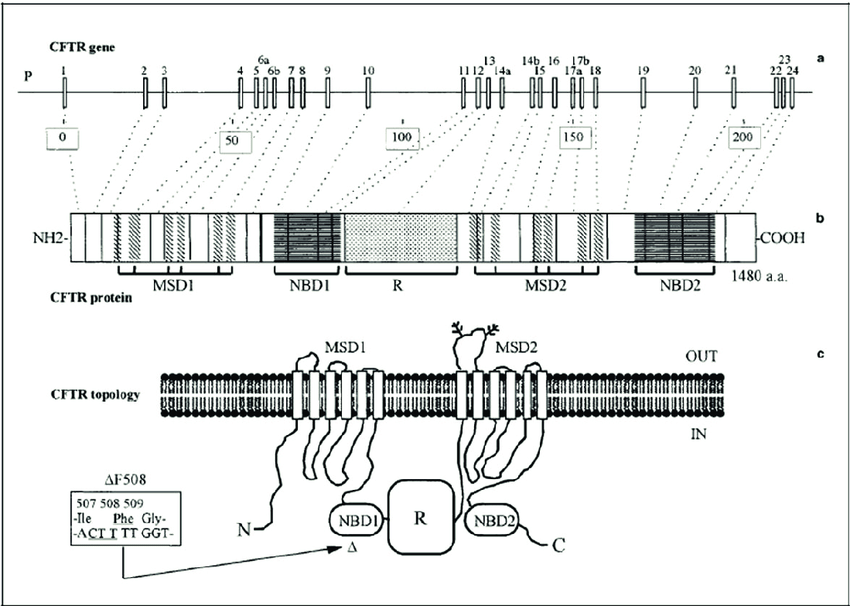 CFTR gene
a
P 1 2 3 4 5 6a 6b 7 8 9 10 11 12 13 14a 14b 15 16 17a 17b 18 19 20 21 22 23 24
0 50 100 150 200
b
NH2- -COOH
MSD1 NBD1 R MSD2 NBD2 1480 a.a.
CFTR protein
c
MSD1 MSD2 OUT
CFTR topology
IN
ΔF508
507 508 509
-Ile Phe Gly-
-ACT T TT GGT-
N NBD1 R NBD2 C
Δ